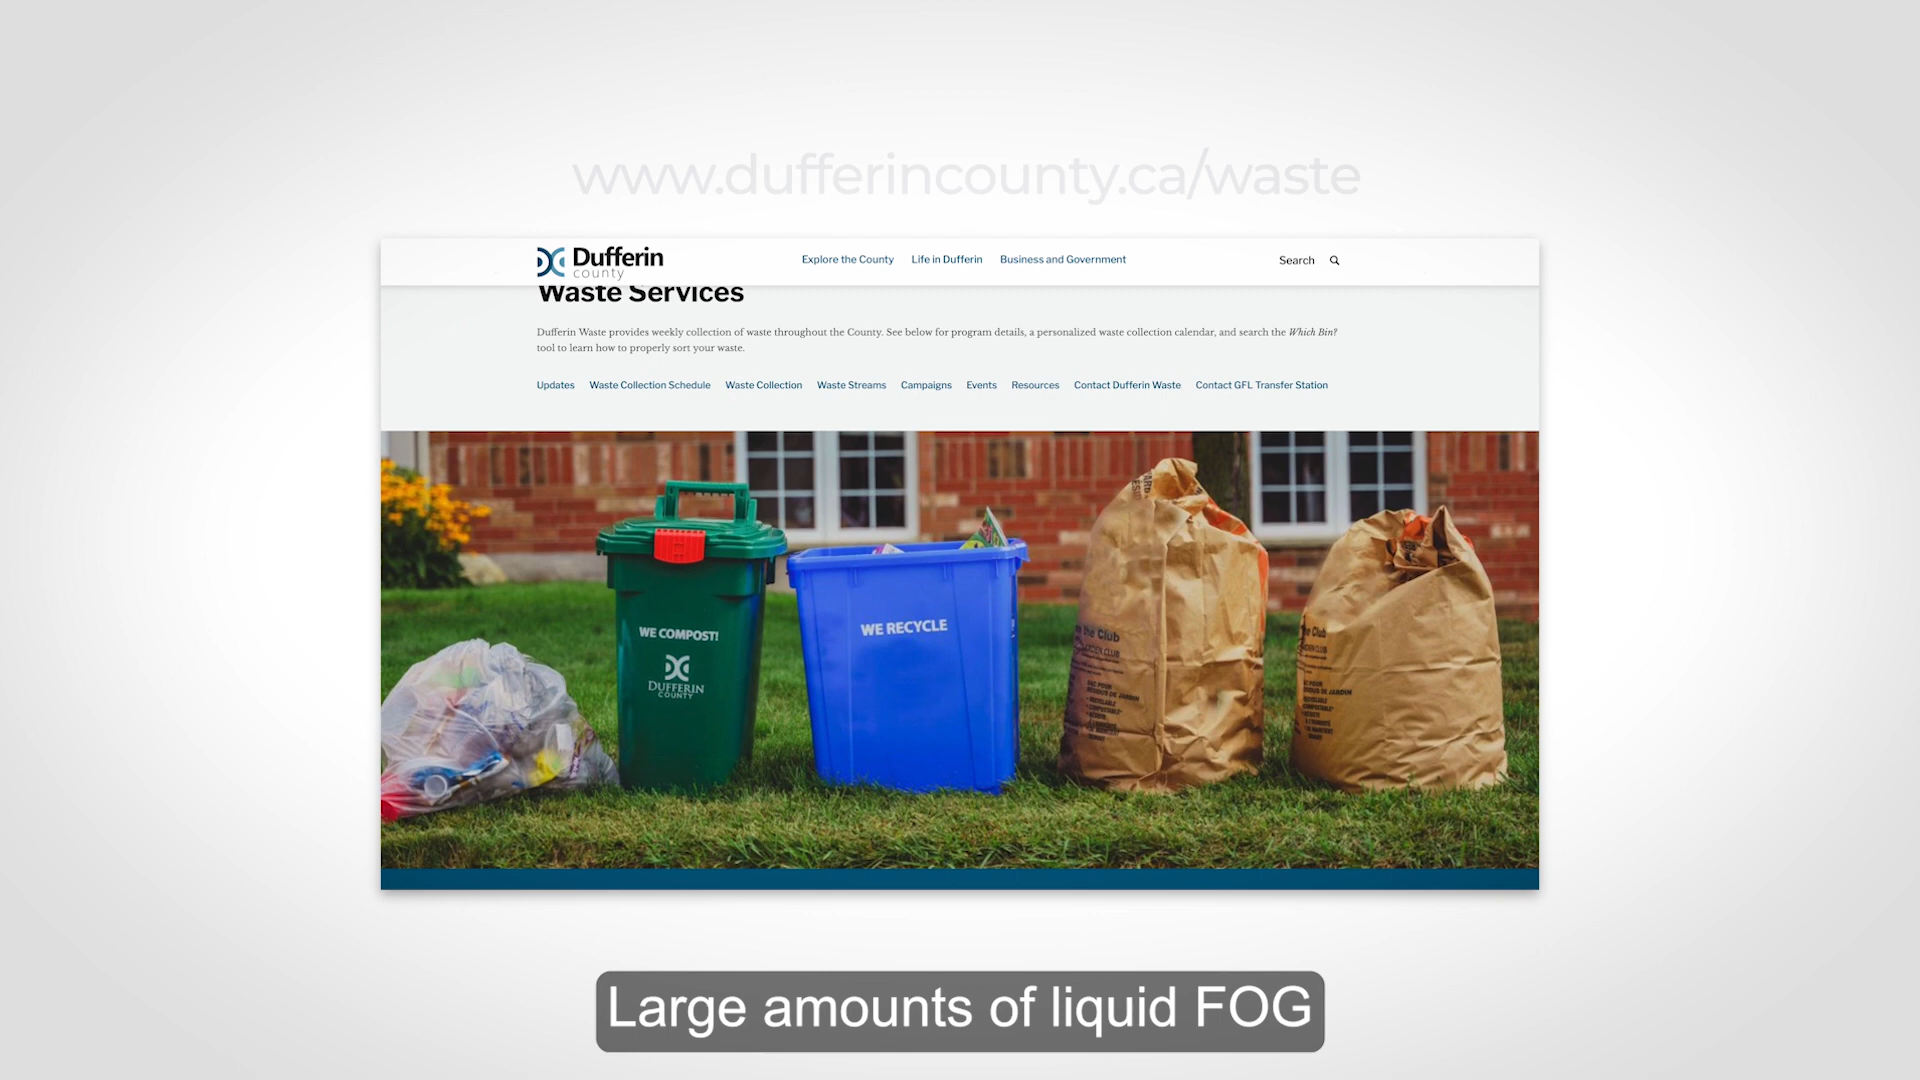 www.dufferincounty.ca/waste
Dufferin
county
Explore the County Life in Dufferin Business and Government
Search
Waste Services
Dufferin Waste provides weekly collection of waste throughout the County. See below for program details, a personalized waste collection calendar, and search the Which Bin?
tool to learn how to properly sort your waste.
Updates Waste Collection Schedule Waste Collection Waste Streams Campaigns Events Resources Contact Dufferin Waste Contact GFL Transfer Station
WE COMPOST!
DUFFERIN
COUNTY
WE RECYCLE
the Club
Large amounts of liquid FOG